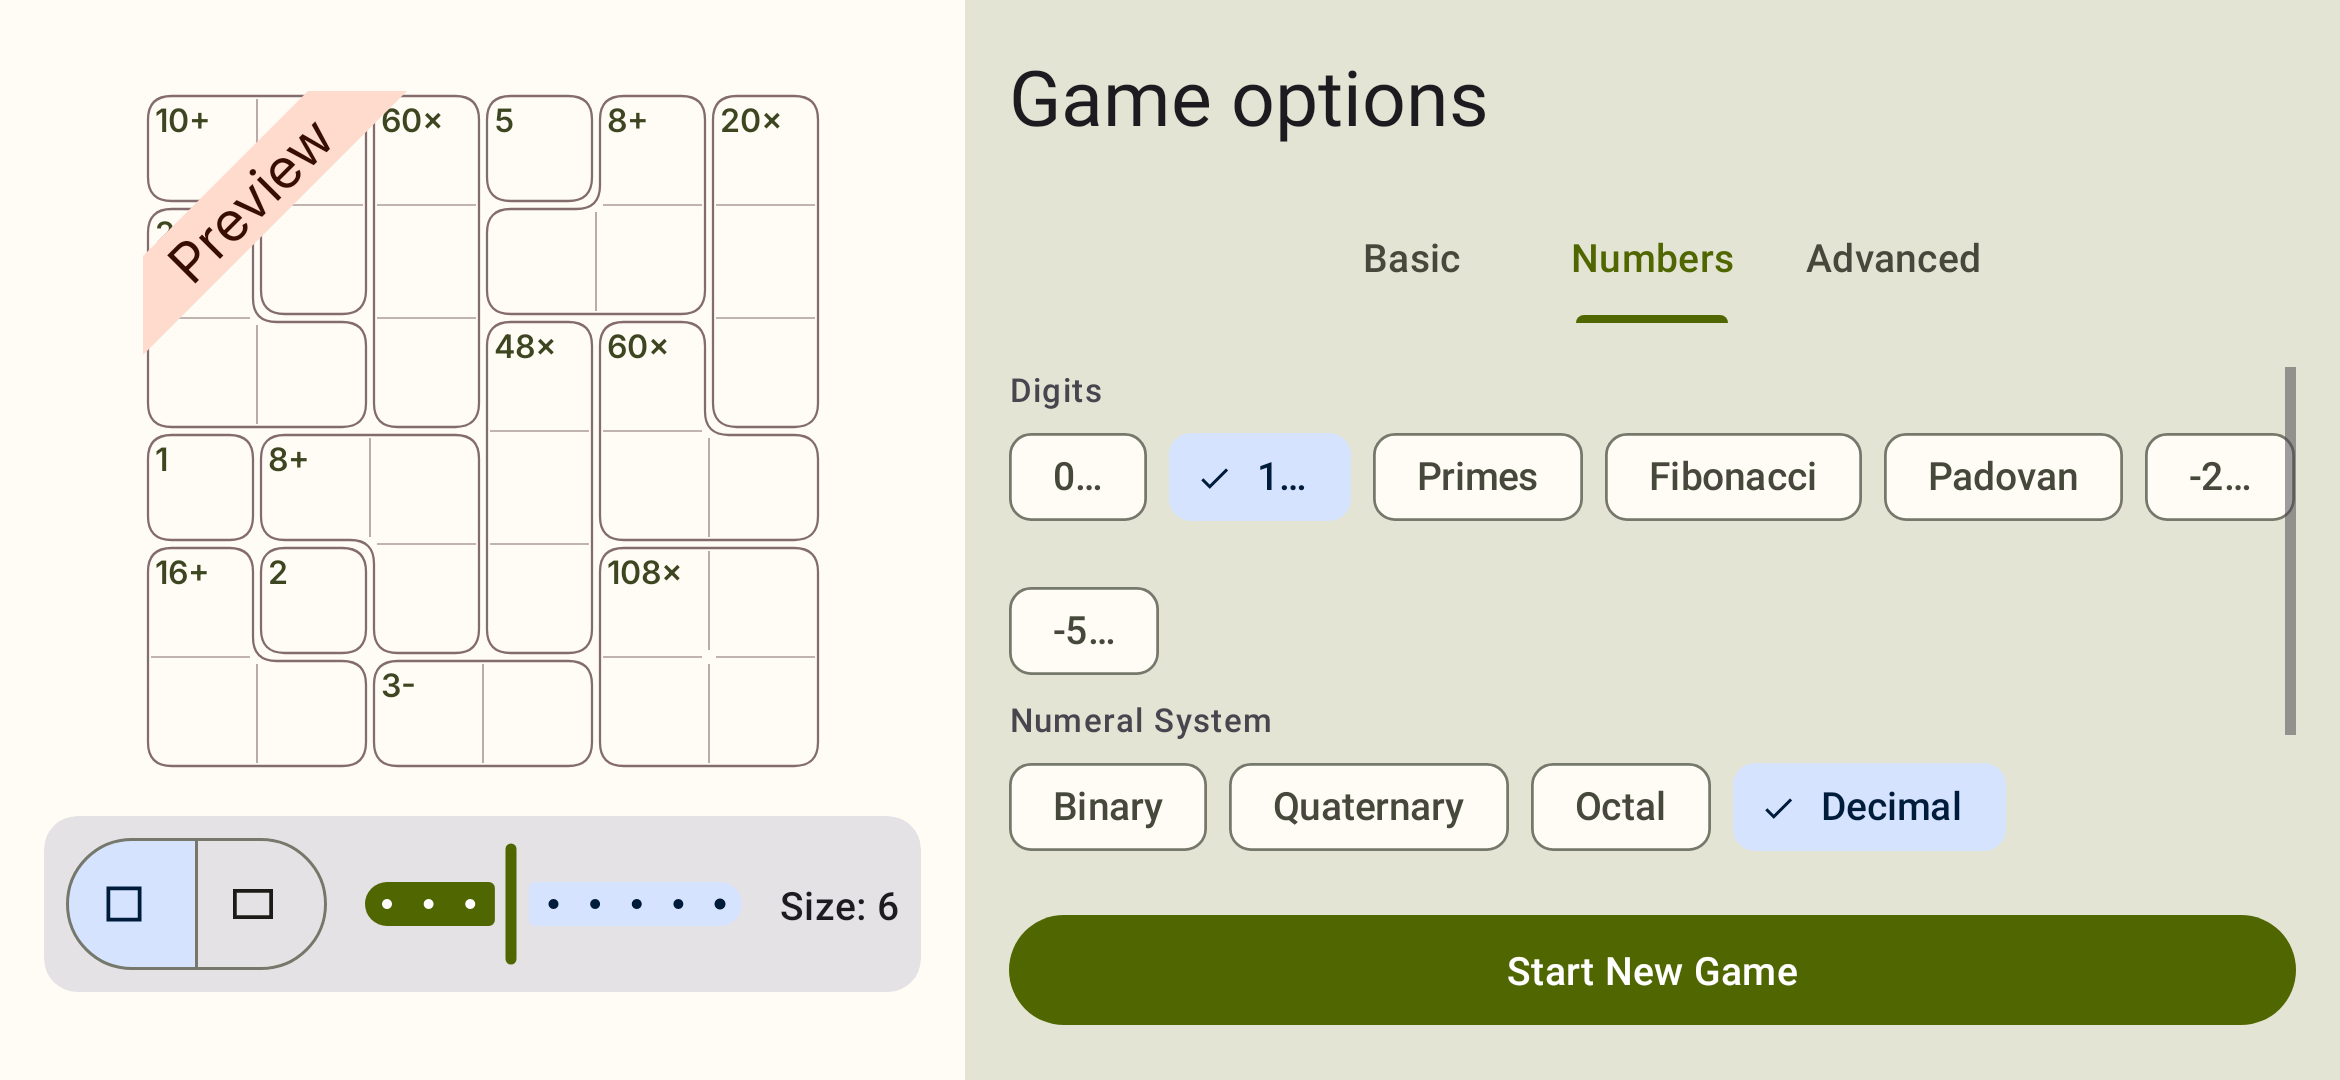 10+ 60× 5 8+ 20×
Preview
48× 60×
1 8+
16+ 2 108×
3-
Size: 6
Game options
Basic Numbers Advanced
Digits
0... 1... Primes Fibonacci Padovan -2...
-5...
Numeral System
Binary Quaternary Octal Decimal
Start New Game